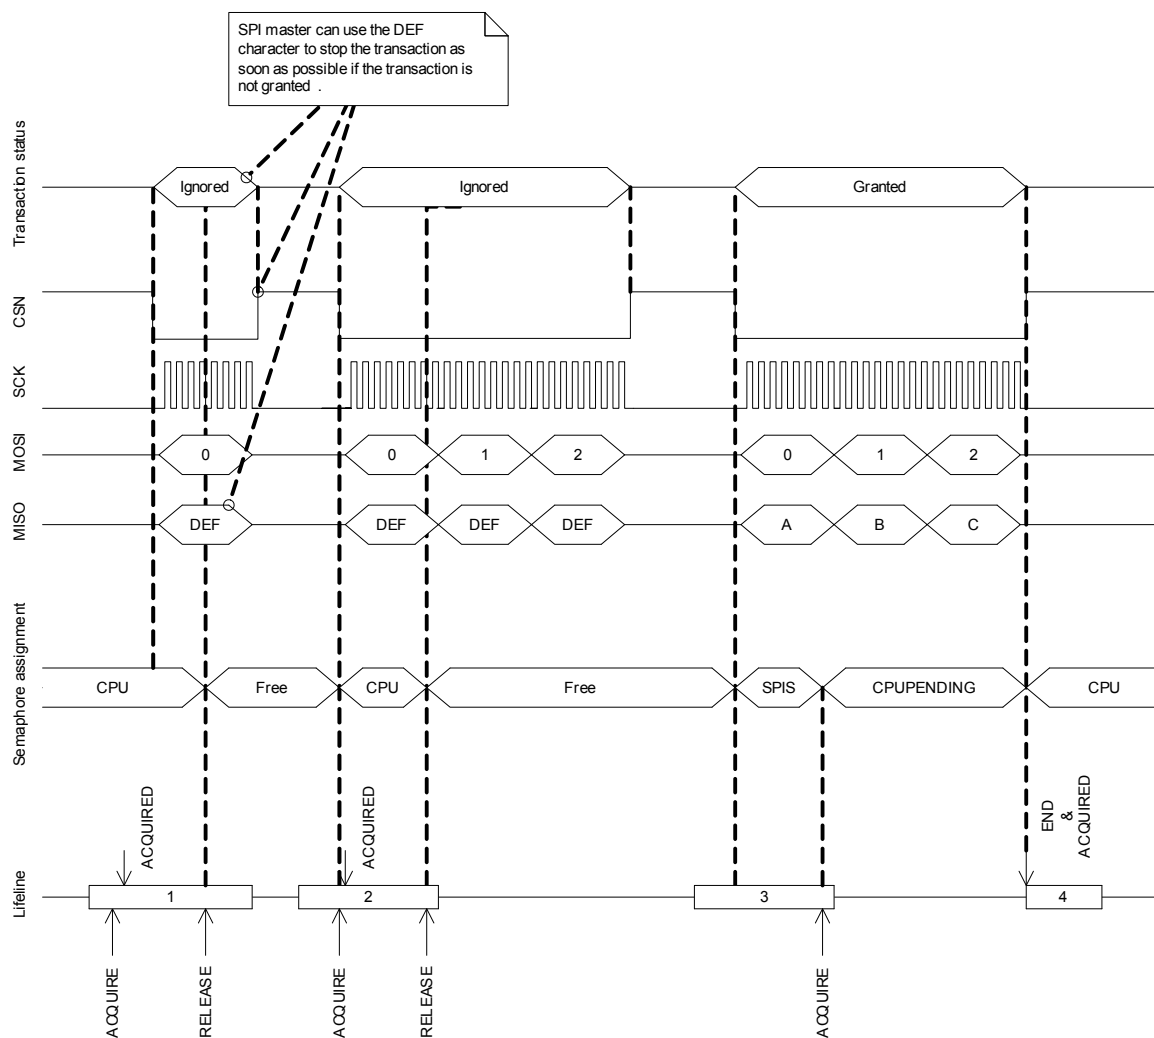 SPI master can use the DEF
character to stop the transaction as
soon as possible if the transaction is
not granted .
Transaction status
Ignored
Ignored
Granted
CSN
SCK
MOSI
0
0
1
2
0
1
2
MISO
DEF
DEF
DEF
DEF
A
B
C
Semaphore assignment
CPU
Free
CPU
Free
SPIS
CPUPENDING
CPU
ACQUIRED
ACQUIRED
END
&
ACQUIRED
Lifeline
1
2
3
4
ACQUIRE
RELEASE
ACQUIRE
RELEASE
ACQUIRE